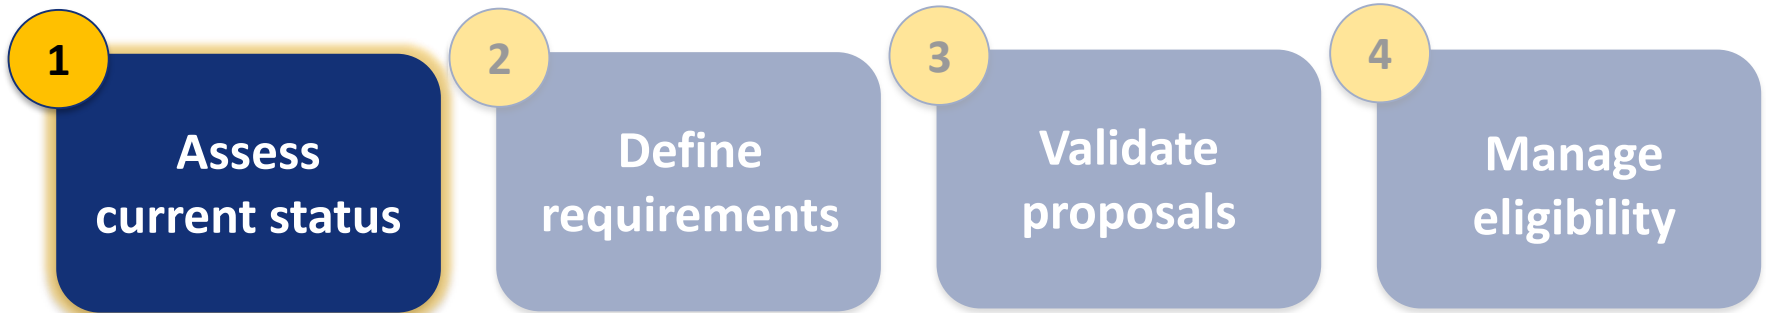 1
Assess
current status
2
Define
requirements
3
Validate
proposals
4
Manage
eligibility